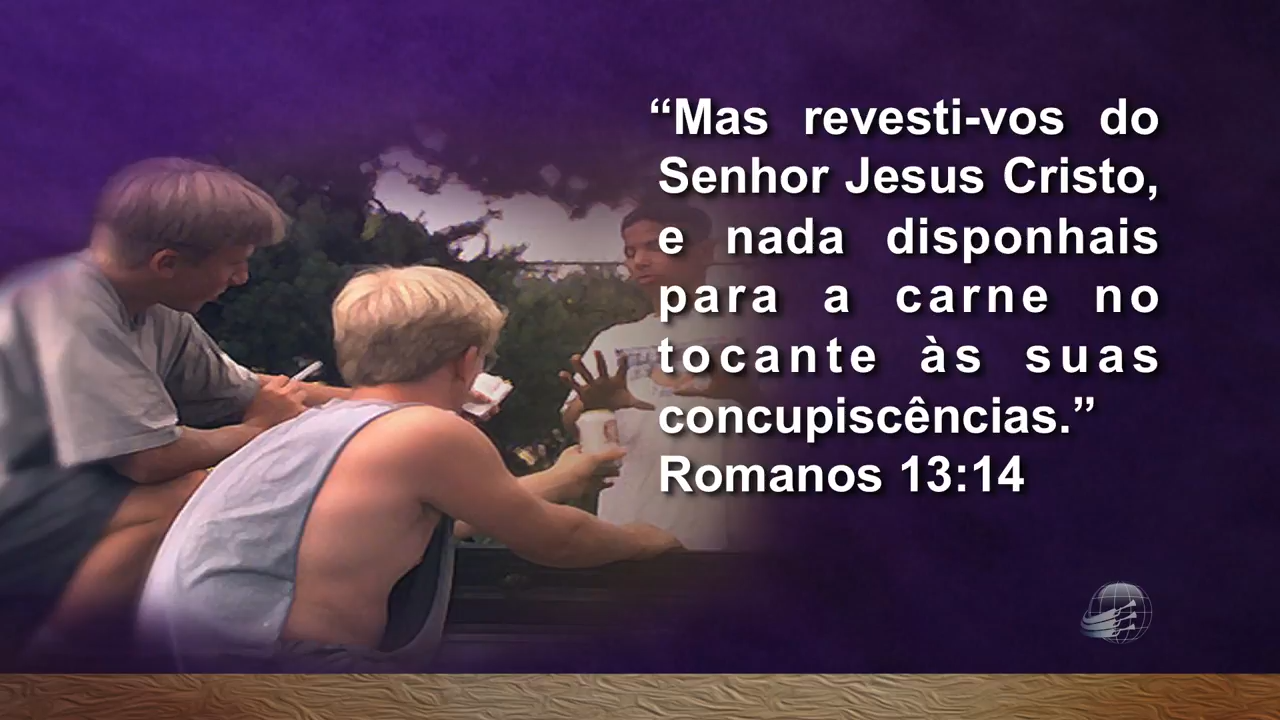 “Mas revesti-vos do
Senhor Jesus Cristo,
e nada disponhais
para a carne no
tocante às suas
concupiscências.”
Romanos 13:14